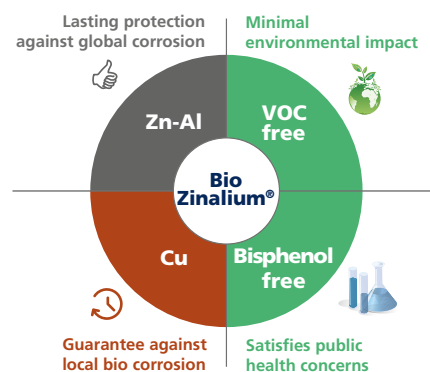 Lasting protection
against global corrosion
Minimal
environmental impact
Zn-Al
VOC
free
Bio
Zinalium®
Cu
Bisphenol
free
Guarantee against
local bio corrosion
Satisfies public
health concerns